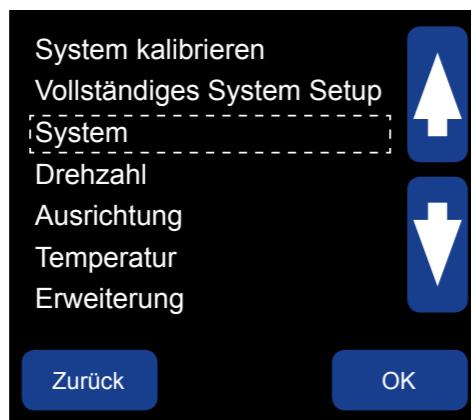 System kalibrieren
Vollständiges System Setup
System
Drehzahl
Ausrichtung
Temperatur
Erweiterung
Zurück
OK